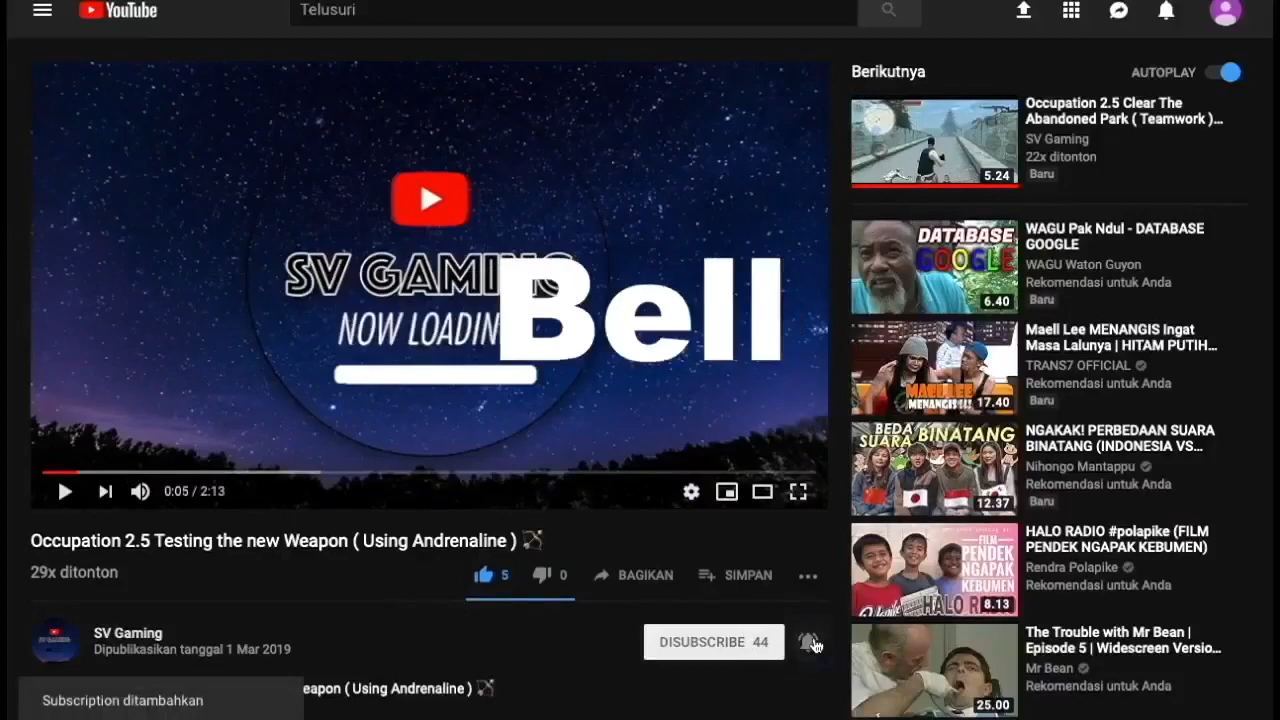 YouTube
Telusuri
SV GAMING
NOW LOADIN
Bell
0:05 / 2:13
Occupation 2.5 Testing the new Weapon ( Using Andrenaline )
29x ditonton
5
0
BAGIKAN
SIMPAN
SV Gaming
Dipublikasikan tanggal 1 Mar 2019
DISUBSCRIBE 44
eapon ( Using Andrenaline )
Subscription ditambahkan
Berikutnya
AUTOPLAY
Occupation 2.5 Clear The
Abandoned Park ( Teamwork )...
SV Gaming
22x ditonton
Baru
5.24
WAGU Pak Ndul - DATABASE
GOOGLE
WAGU Waton Guyon
Rekomendasi untuk Anda
Baru
DATABASE
GOOGLE
6.40
Maell Lee MENANGIS Ingat
Masa Lalunya | HITAM PUTIH...
TRANS7 OFFICIAL
Rekomendasi untuk Anda
Baru
MAELL LEE
MENANGIS!!!
17.40
NGAKAK! PERBEDAAN SUARA
BINATANG (INDONESIA VS...
Nihongo Mantappu
Rekomendasi untuk Anda
Baru
BEDA
SUARA BINATANG
12.37
HALO RADIO #polapike (FILM
PENDEK NGAPAK KEBUMEN)
Rendra Polapike
Rekomendasi untuk Anda
FILM
PENDEK
NGAPAK
KEBUMEN
HALO RA
8.13
The Trouble with Mr Bean |
Episode 5 | Widescreen Versio...
Mr Bean
Rekomendasi untuk Anda
25.00